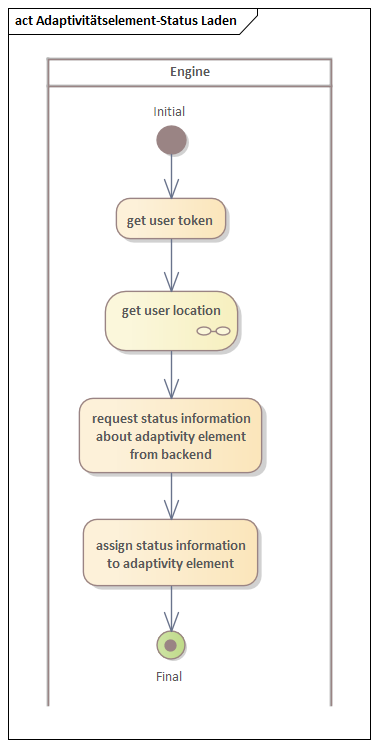 act Adaptivitätselement-Status Laden
Engine
Initial
get user token
get user location
request status information
about adaptivity element
from backend
assign status information
to adaptivity element
Final